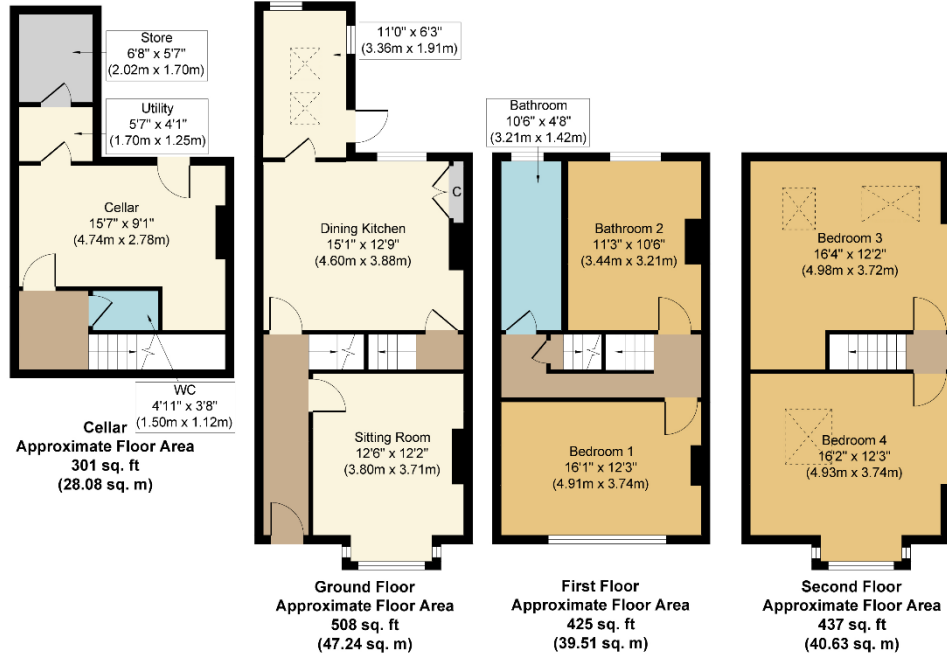 Store
6'8" x 5'7"
(2.02m x 1.70m)
Utility
5'7" x 4'1"
(1.70m x 1.25m)
Cellar
15'7" x 9'1"
(4.74m x 2.78m)
WC
4'11" x 3'8"
(1.50m x 1.12m)
Cellar
Approximate Floor Area
301 sq. ft
(28.08 sq. m)
11'0" x 6'3"
(3.36m x 1.91m)
C
Dining Kitchen
15'1" x 12'9"
(4.60m x 3.88m)
Sitting Room
12'6" x 12'2"
(3.80m x 3.71m)
Ground Floor
Approximate Floor Area
508 sq. ft
(47.24 sq. m)
Bathroom
10'6" x 4'8"
(3.21m x 1.42m)
Bathroom 2
11'3" x 10'6"
(3.44m x 3.21m)
Bedroom 1
16'1" x 12'3"
(4.91m x 3.74m)
First Floor
Approximate Floor Area
425 sq. ft
(39.51 sq. m)
Bedroom 3
16'4" x 12'2"
(4.98m x 3.72m)
Bedroom 4
16'2" x 12'3"
(4.93m x 3.74m)
Second Floor
Approximate Floor Area
437 sq. ft
(40.63 sq. m)